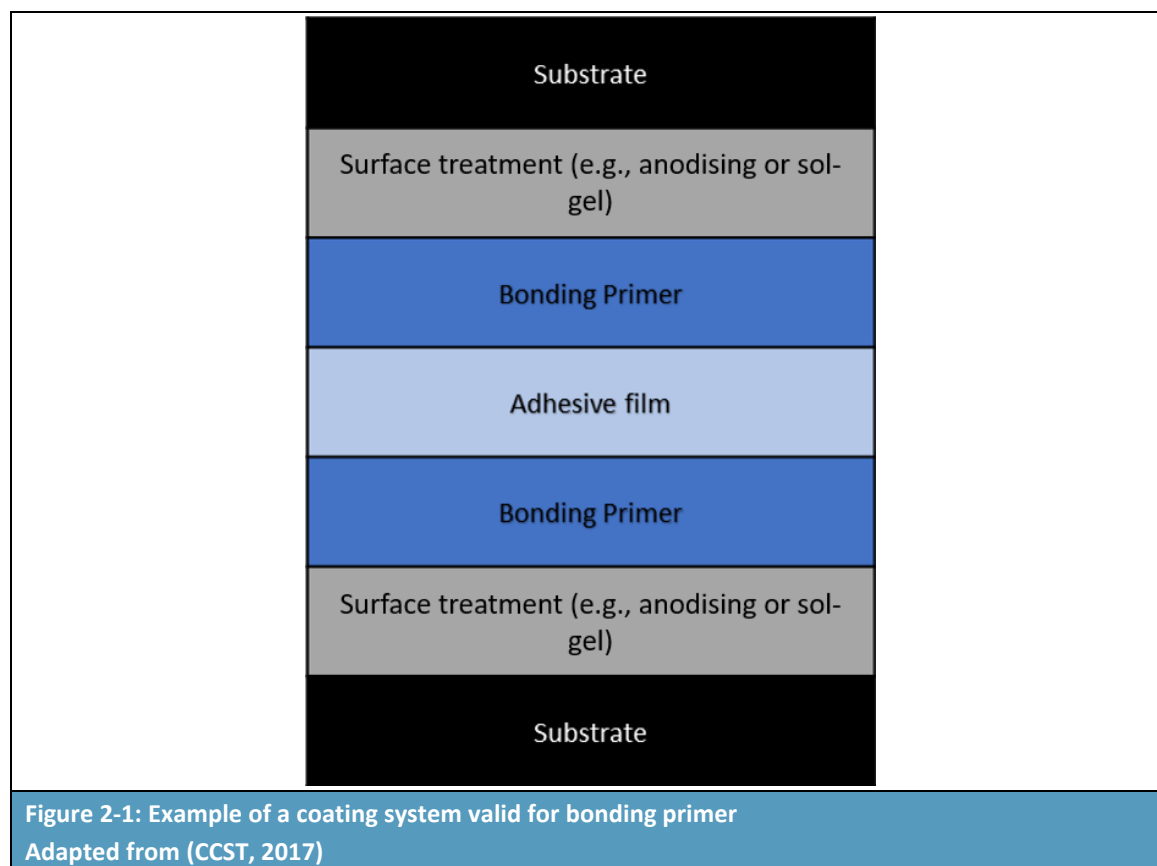 Substrate
Surface treatment (e.g., anodising or sol-
gel)
Bonding Primer
Adhesive film
Bonding Primer
Surface treatment (e.g., anodising or sol-
gel)
Substrate
Figure 2-1: Example of a coating system valid for bonding primer
Adapted from (CCST, 2017)